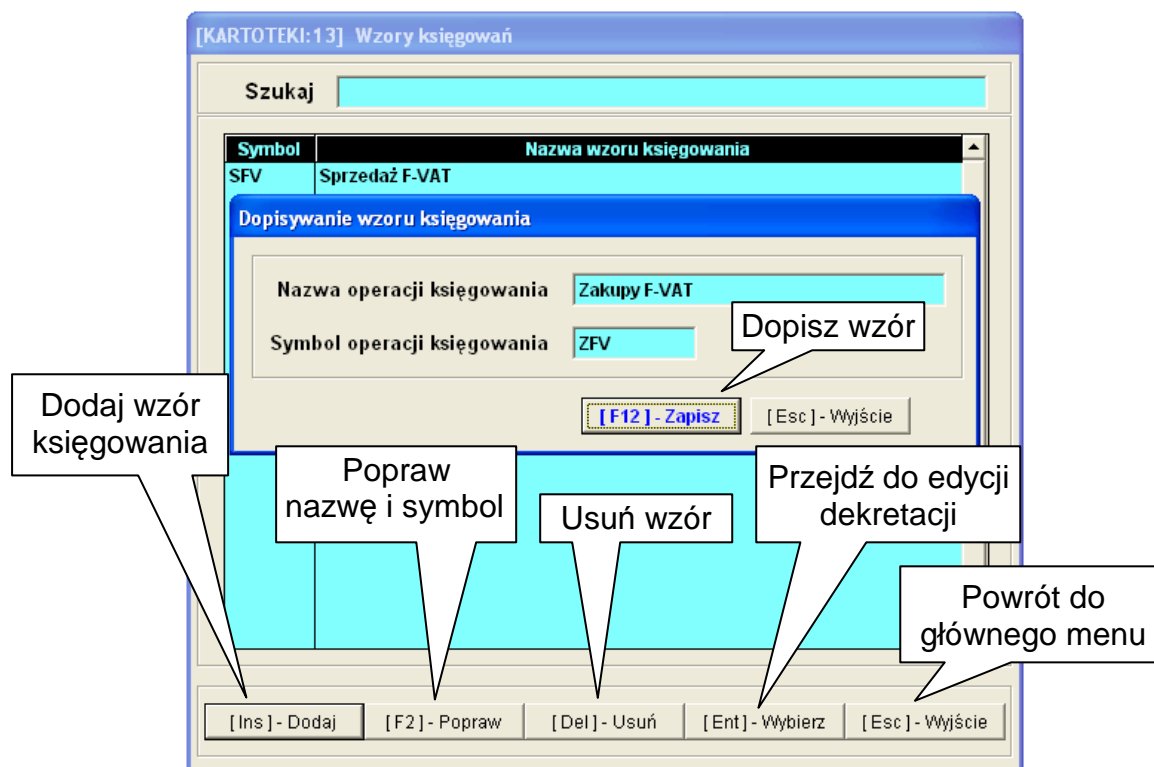 [KARTOTEKI:13] Wzory księgowań
Szukaj
Symbol Nazwa wzoru księgowania
SFV Sprzedaż F-VAT
Dopisywanie wzoru księgowania
Nazwa operacji księgowania Zakupy F-VAT
Dopisz wzór
Symbol operacji księgowania ZFV
Dodaj wzór
księgowania
[ F12 ] - Zapisz [ Esc ] - Wyjście
Popraw
nazwę i symbol
Usuń wzór
Przejdź do edycji
dekretacji
Powrót do
głównego menu
[ Ins ] - Dodaj [ F2 ] - Popraw [ Del ] - Usuń [ Ent ] - Wybierz [ Esc ] - Wyjście